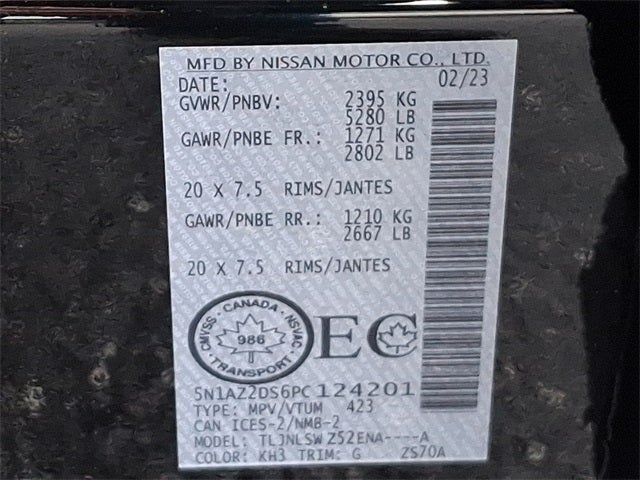 MFD BY NISSAN MOTOR CO., LTD.
DATE: 02/23
GVWR/PNBV: 2395 KG
5280 LB
GAWR/PNBE FR.: 1271 KG
2802 LB
20 X 7.5 RIMS/JANTES
GAWR/PNBE RR.: 1210 KG
2667 LB
20 X 7.5 RIMS/JANTES
CANADA
CMVSS 986 NSVAC
TRANSPORT
EC
5N1AZ2DS6PC124201
TYPE: MPV/VTUM 423
CAN ICES-2/NMB-2
MODEL: TLJNLSW Z52ENA----A
COLOR: KH3 TRIM: G ZS70A